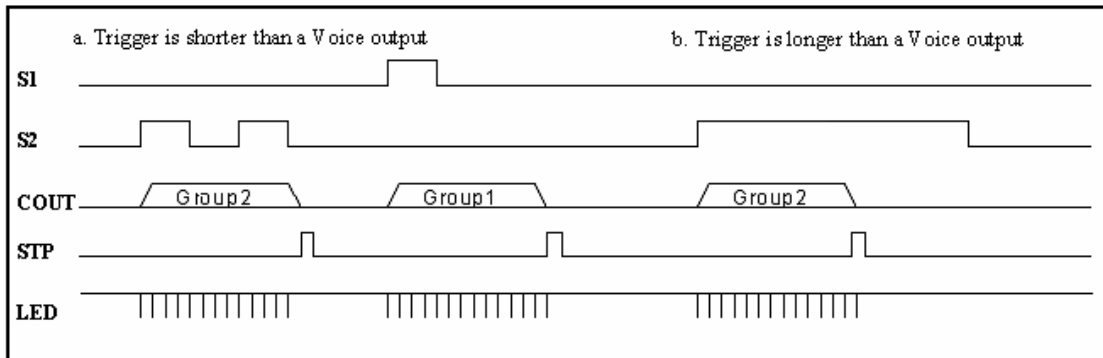 a. Trigger is shorter than a Voice output
b. Trigger is longer than a Voice output
S1
S2
COUT Group2 Group1 Group2
STP
LED